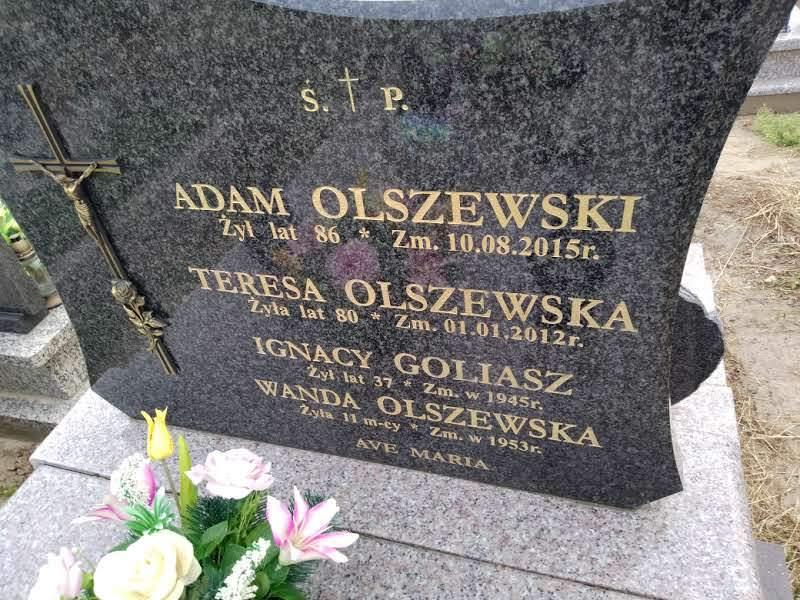 Ś. P.
ADAM OLSZEWSKI
Żył lat 86 * Zm. 10.08.2015r.
TERESA OLSZEWSKA
Żyła lat 80 * Zm. 01.01.2012r.
IGNACY GOLIASZ
Żył lat 37 * Zm. w 1945r.
WANDA OLSZEWSKA
Żyła 11 m-cy * Zm. w 1953r.
AVE MARIA